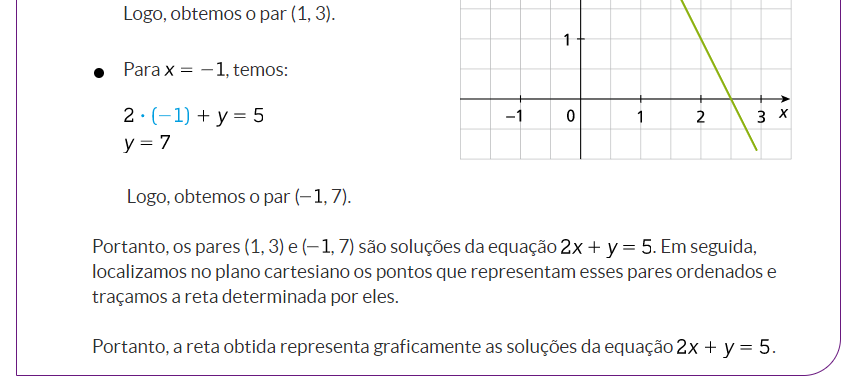 Logo, obtemos o par (1, 3).
• Para x = −1, temos:
2 · (−1) + y = 5
y = 7
Logo, obtemos o par (−1, 7).
1
−1 0 1 2 3 x
Portanto, os pares (1, 3) e (−1, 7) são soluções da equação 2x + y = 5. Em seguida,
localizamos no plano cartesiano os pontos que representam esses pares ordenados e
traçamos a reta determinada por eles.
Portanto, a reta obtida representa graficamente as soluções da equação 2x + y = 5.